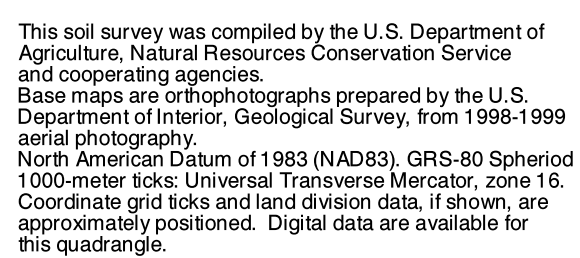 This soil survey was compiled by the U.S. Department of
Agriculture, Natural Resources Conservation Service
and cooperating agencies.
Base maps are orthophotographs prepared by the U.S.
Department of Interior, Geological Survey, from 1998-1999
aerial photography.
North American Datum of 1983 (NAD83). GRS-80 Spheriod
1000-meter ticks: Universal Transverse Mercator, zone 16.
Coordinate grid ticks and land division data, if shown, are
approximately positioned.  Digital data are available for
this quadrangle.